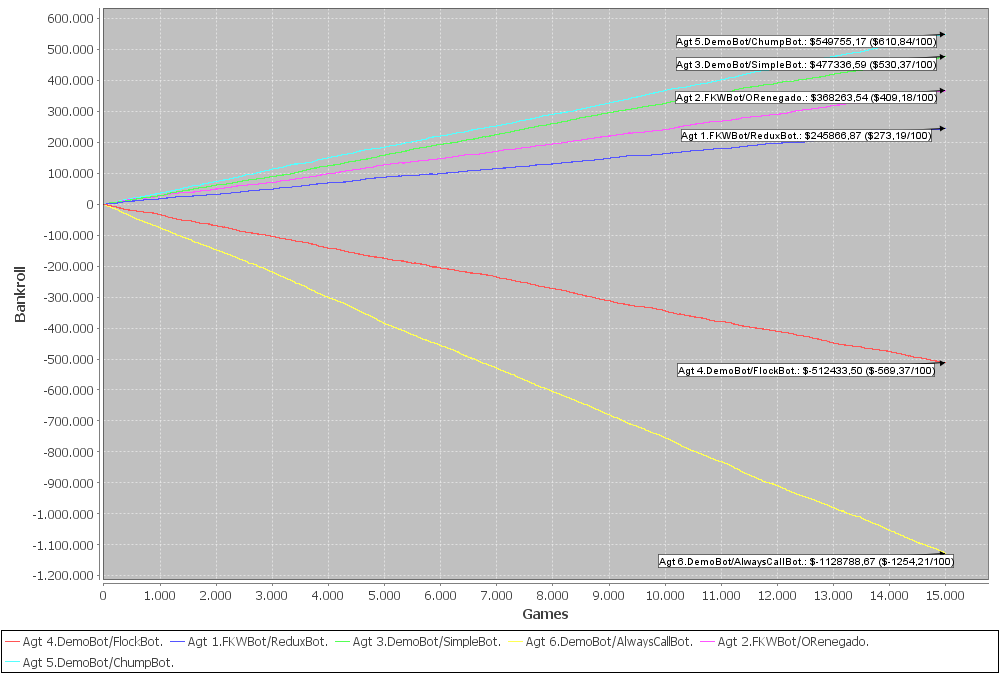 600.000
500.000
400.000
300.000
200.000
100.000
0
-100.000
-200.000
-300.000
-400.000
-500.000
-600.000
-700.000
-800.000
-900.000
-1.000.000
-1.100.000
-1.200.000
Bankroll
Agt 5.DemoBot/ChumpBot.: $549755,17 ($610,84/100)
Agt 3.DemoBot/SimpleBot.: $477336,59 ($530,37/100)
Agt 2.FKWBot/ORenegado.: $368263,54 ($409,18/100)
Agt 1.FKWBot/ReduxBot.: $245866,87 ($273,19/100)
Agt 4.DemoBot/FlockBot.: $-512433,50 ($-569,37/100)
Agt 6.DemoBot/AlwaysCallBot.: $-1128788,67 ($-1254,21/100)
0 1.000 2.000 3.000 4.000 5.000 6.000 7.000 8.000 9.000 10.000 11.000 12.000 13.000 14.000 15.000
Games
Agt 4.DemoBot/FlockBot. Agt 1.FKWBot/ReduxBot. Agt 3.DemoBot/SimpleBot. Agt 6.DemoBot/AlwaysCallBot. Agt 2.FKWBot/ORenegado.
Agt 5.DemoBot/ChumpBot.